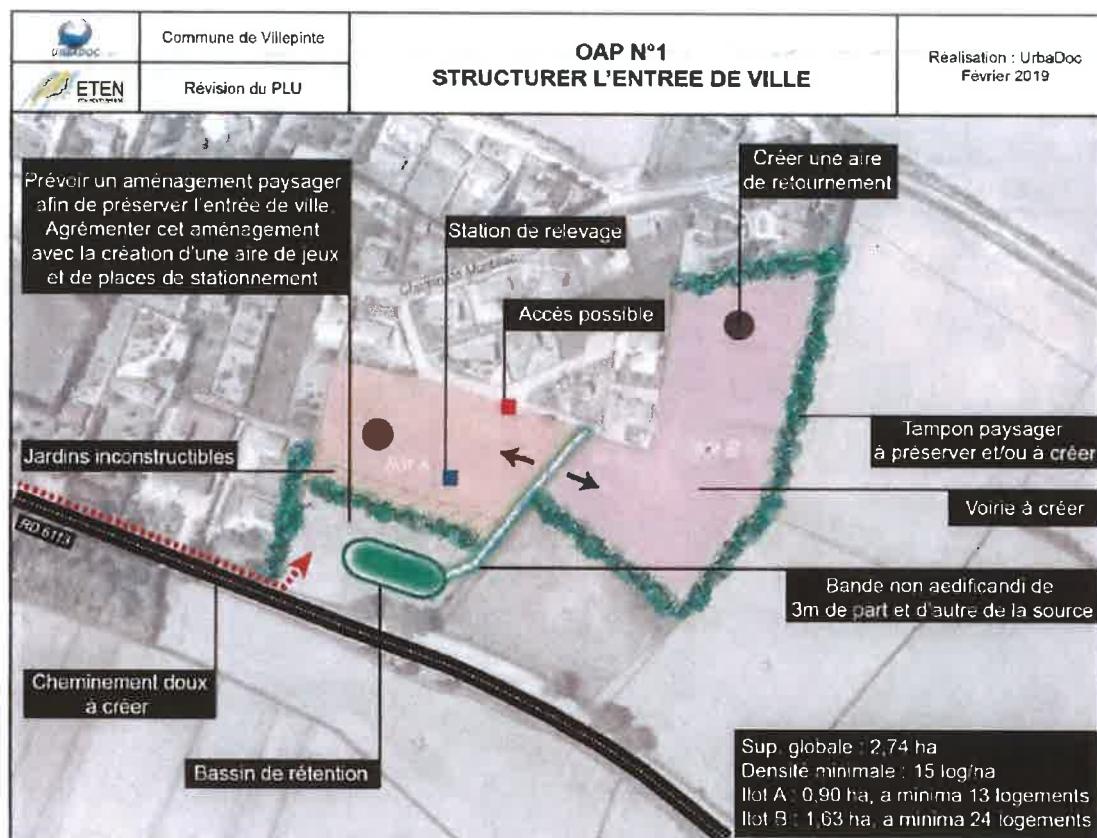 URBADOC
ETEN
Commune de Villepinte
Révision du PLU
OAP N°1
STRUCTURER L'ENTREE DE VILLE
Réalisation : UrbaDoc
Février 2019
Prévoir un aménagement paysager
afin de préserver l'entrée de ville.
Agrémenter cet aménagement
avec la création d'une aire de jeux
et de places de stationnement
Station de relevage
Créer une aire
de retournement
Accès possible
Jardins inconstructibles
Ilot A
Ilot B
Tampon paysager
à préserver et/ou à créer
Voirie à créer
RD 6113
Bande non aedificandi de
3m de part et d'autre de la source
Cheminement doux
à créer
Bassin de rétention
Sup. globale : 2,74 ha
Densité minimale : 15 log/ha
Ilot A : 0,90 ha, a minima 13 logements
Ilot B : 1,63 ha, a minima 24 logements